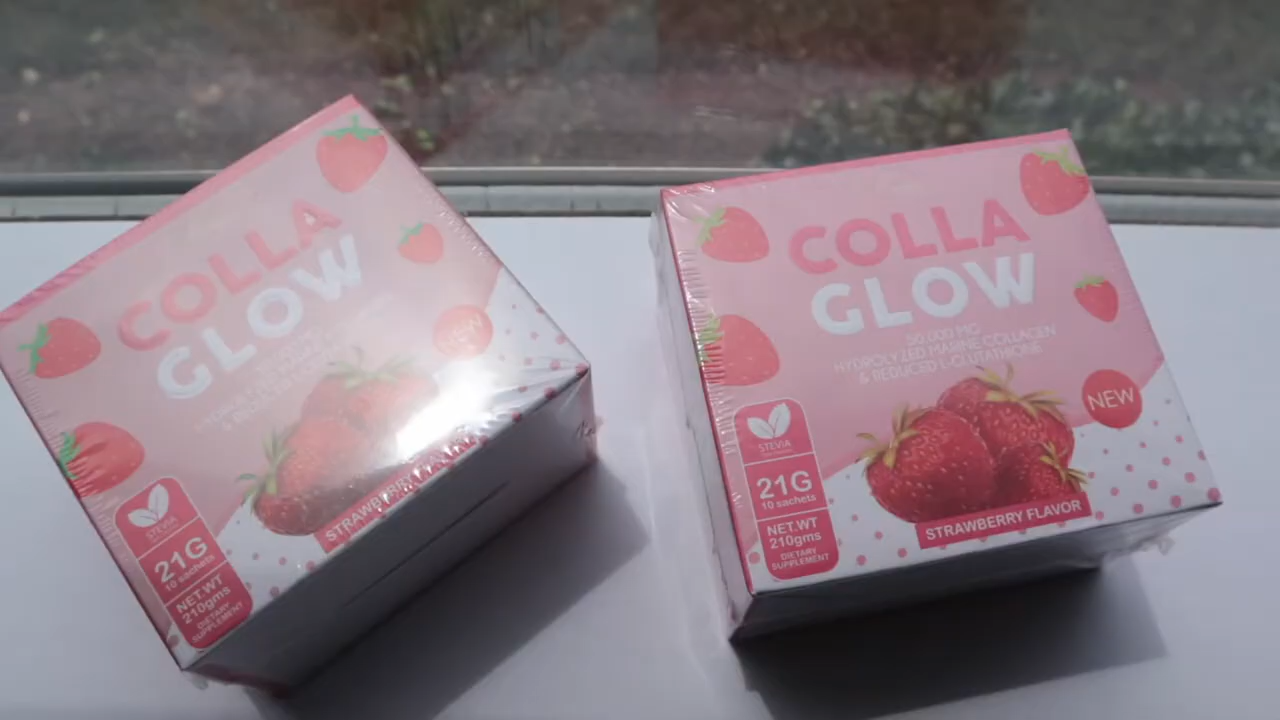 COLLA
GLOW
STRAWBERRY
STEVIA
21G
10 sachets
NET.WT
210gms
DIETARY
SUPPLEMENT
COLLA
GLOW
50,000 MG
HYDROLYZED MARINE COLLAGEN
& REDUCED L-GLUTATHIONE
NEW
STEVIA
21G
10 sachets
NET.WT
210gms
DIETARY
SUPPLEMENT
STRAWBERRY FLAVOR